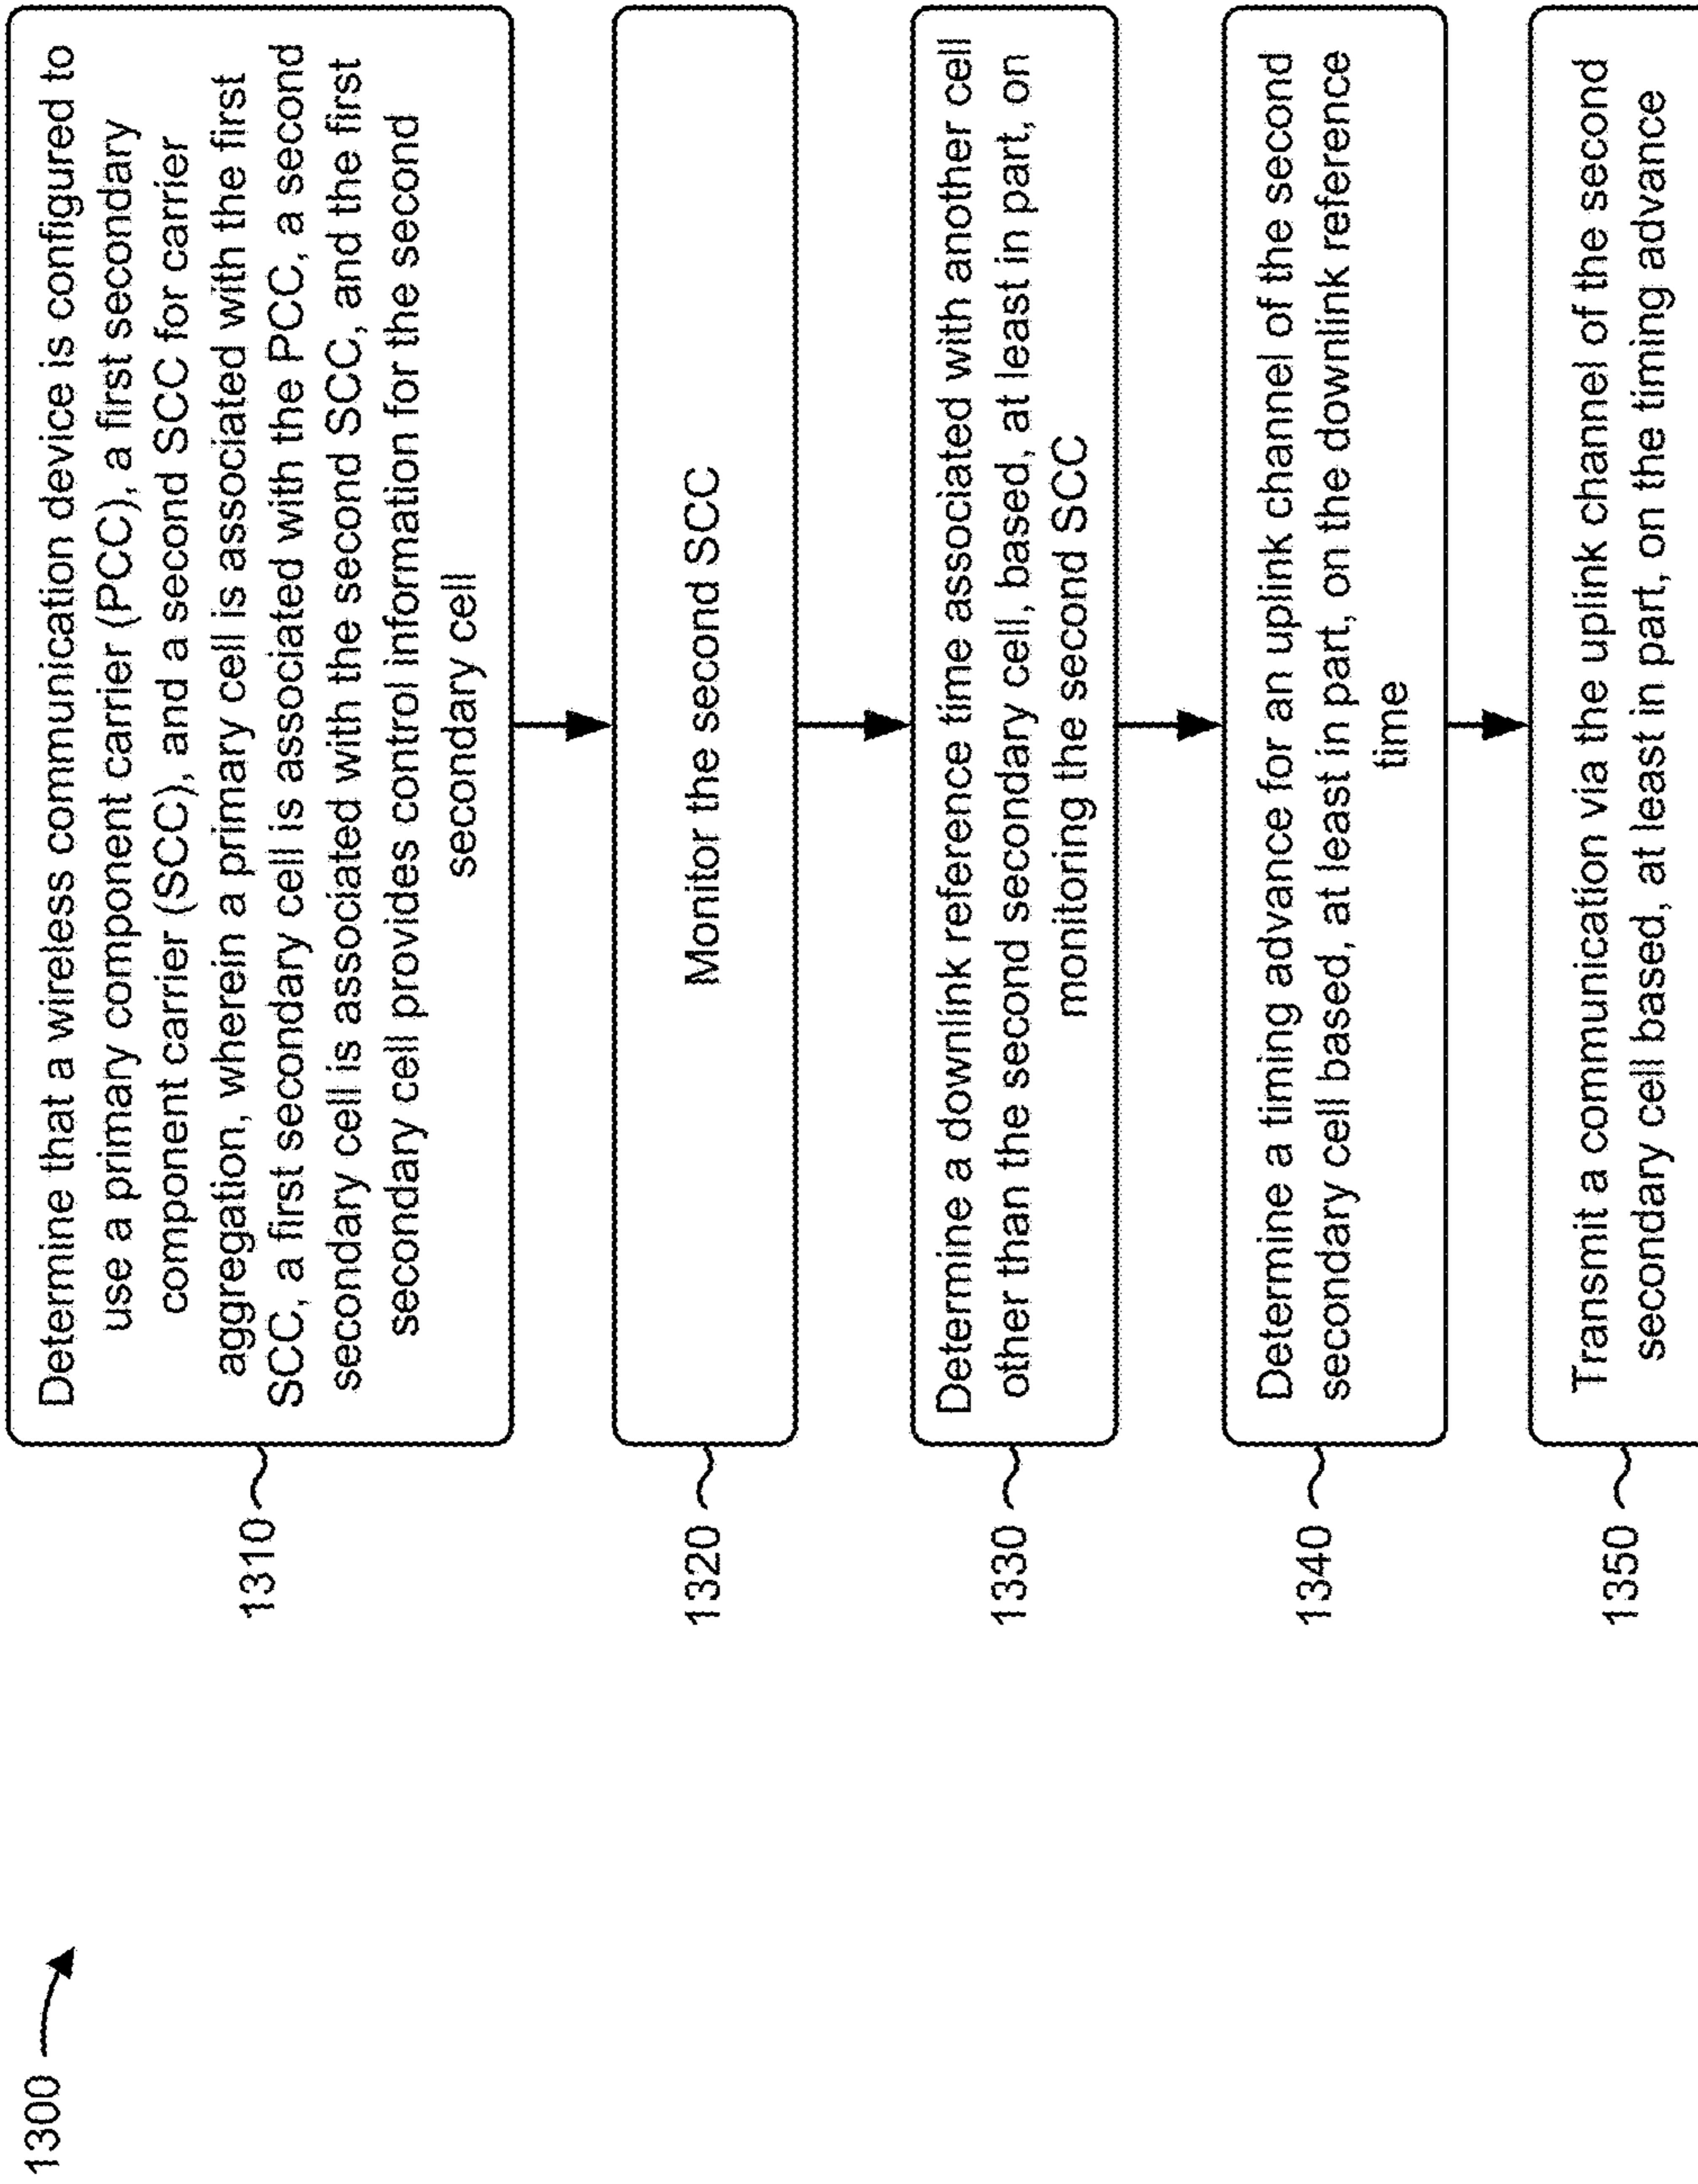 1300
1310
Determine that a wireless communication device is configured to
use a primary component carrier (PCC), a first secondary
component carrier (SCC), and a second SCC for carrier
aggregation, wherein a primary cell is associated with the first
SCC, a first secondary cell is associated with the PCC, a second
secondary cell is associated with the second SCC, and the first
secondary cell provides control information for the second
secondary cell
1320
Monitor the second SCC
1330
Determine a downlink reference time associated with another cell
other than the second secondary cell, based, at least in part, on
monitoring the second SCC
1340
Determine a timing advance for an uplink channel of the second
secondary cell based, at least in part, on the downlink reference
time
1350
Transmit a communication via the uplink channel of the second
secondary cell based, at least in part, on the timing advance